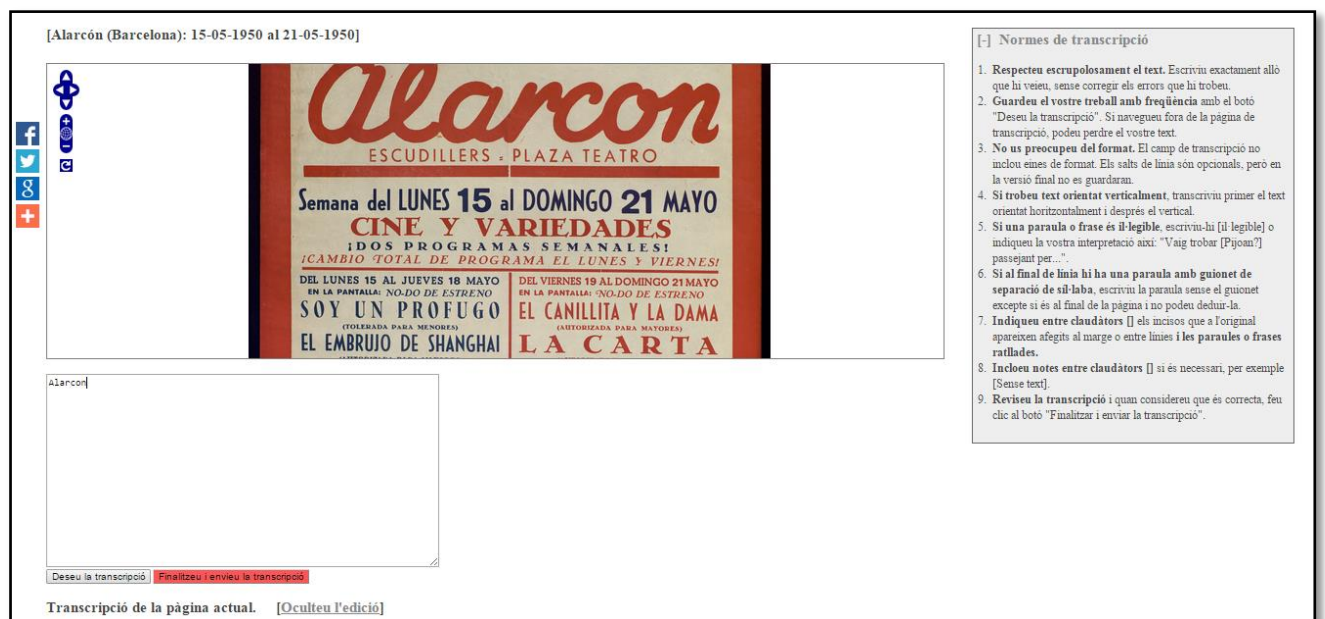 [Alarcón (Barcelona): 15-05-1950 al 21-05-1950]
Alarcon
ESCUDILLERS = PLAZA TEATRO
Semana del LUNES 15 al DOMINGO 21 MAYO
CINE Y VARIEDADES
¡DOS PROGRAMAS SEMANALES!
¡CAMBIO TOTAL DE PROGRAMA EL LUNES Y VIERNES!
DEL LUNES 15 AL JUEVES 18 MAYO
EN LA PANTALLA: NO-DO DE ESTRENO
SOY UN PROFUGO
(TOLERADA PARA MENORES)
EL EMBRUJO DE SHANGHAI
DEL VIERNES 19 AL DOMINGO 21 MAYO
EN LA PANTALLA: NO-DO DE ESTRENO
EL CANILLITA Y LA DAMA
(AUTORIZADA PARA MAYORES)
LA CARTA
Alarcon
Deseu la transcripció
Finalitzeu i envieu la transcripció
Transcripció de la pàgina actual. [Oculteu l'edició]
[-] Normes de transcripció
1. Respecteu escrupolosament el text. Escriviu exactament allò
que hi veieu, sense corregir els errors que hi trobeu.
2. Guardeu el vostre treball amb freqüència amb el botó
"Deseu la transcripció". Si navegueu fora de la pàgina de
transcripció, podeu perdre el vostre text.
3. No us preocupeu del format. El camp de transcripció no
inclou eines de format. Els salts de línia són opcionals, però en
la versió final no es guardaran.
4. Si trobeu text orientat verticalment, transcriviu primer el text
orientat horitzontalment i després el vertical.
5. Si una paraula o frase és il·legible, escriviu-hi [il·legible] o
indiqueu la vostra interpretació així: "Vaig trobar [Pijoan?]
passejant per...".
6. Si al final de línia hi ha una paraula amb guionet de
separació de síl·laba, escriviu la paraula sense el guionet
excepte si és al final de la pàgina i no podeu deduir-la.
7. Indiqueu entre claudàtors [] els incisos que a l'original
apareixen afegits al marge o entre línies i les paraules o frases
ratllades.
8. Incloeu notes entre claudàtors [] si és necessari, per exemple
[Sense text].
9. Reviseu la transcripció i quan considereu que és correcta, feu
clic al botó "Finalitzar i enviar la transcripció".